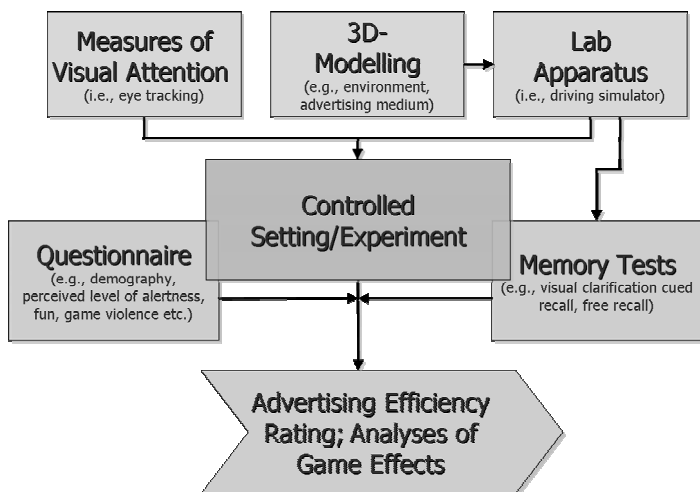 Measures of
Visual Attention
(i.e., eye tracking)
3D-
Modelling
(e.g., environment,
advertising medium)
Lab
Apparatus
(i.e., driving simulator)
Controlled
Setting/Experiment
Questionnaire
(e.g., demography,
perceived level of alertness,
fun, game violence etc.)
Memory Tests
(e.g., visual clarification cued
recall, free recall)
Advertising Efficiency
Rating; Analyses of
Game Effects